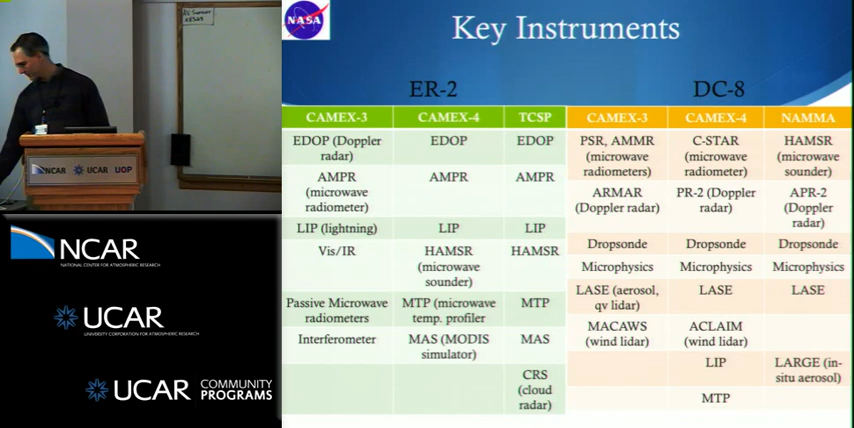 NASA
Key Instruments
ER-2
DC-8
CAMEX-3
CAMEX-4
TCSP
EDOP (Doppler
radar)
EDOP
EDOP
AMPR
(microwave
radiometer)
AMPR
AMPR
LIP (lightning)
LIP
LIP
Vis/IR
HAMSR
(microwave
sounder)
HAMSR
Passive Microwave
radiometers
MTP (microwave
temp. profiler
MTP
Interferometer
MAS (MODIS
simulator)
MAS
CRS
(cloud
radar)
CAMEX-3
CAMEX-4
NAMMA
PSR, AMMR
(microwave
radiometers)
C-STAR
(microwave
radiometer)
HAMSR
(microwave
sounder)
ARMAR
(Doppler radar)
PR-2 (Doppler
radar)
APR-2
(Doppler
radar)
Dropsonde
Dropsonde
Dropsonde
Microphysics
Microphysics
Microphysics
LASE (aerosol,
qv lidar)
LASE
LASE
MACAWS
(wind lidar)
ACLAIM
(wind lidar)
LIP
LARGE (in-
situ aerosol)
MTP
NCAR UCAR UOP
NCAR
NATIONAL CENTER FOR ATMOSPHERIC RESEARCH
UCAR
UNIVERSITY CORPORATION FOR ATMOSPHERIC RESEARCH
UCAR COMMUNITY
PROGRAMS